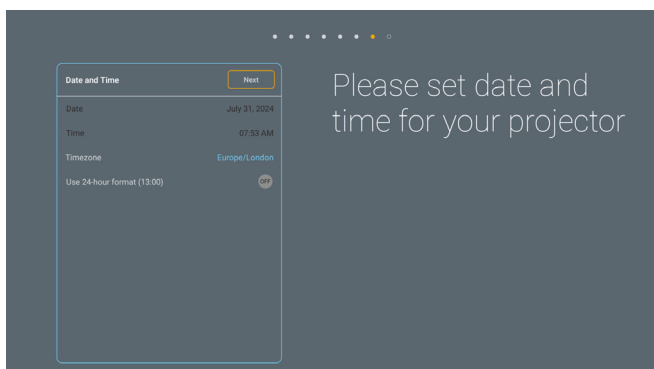 Date and Time
Next
Date
July 31, 2024
Time
07:53 AM
Timezone
Europe/London
Use 24-hour format (13:00)
OFF
Please set date and
time for your projector